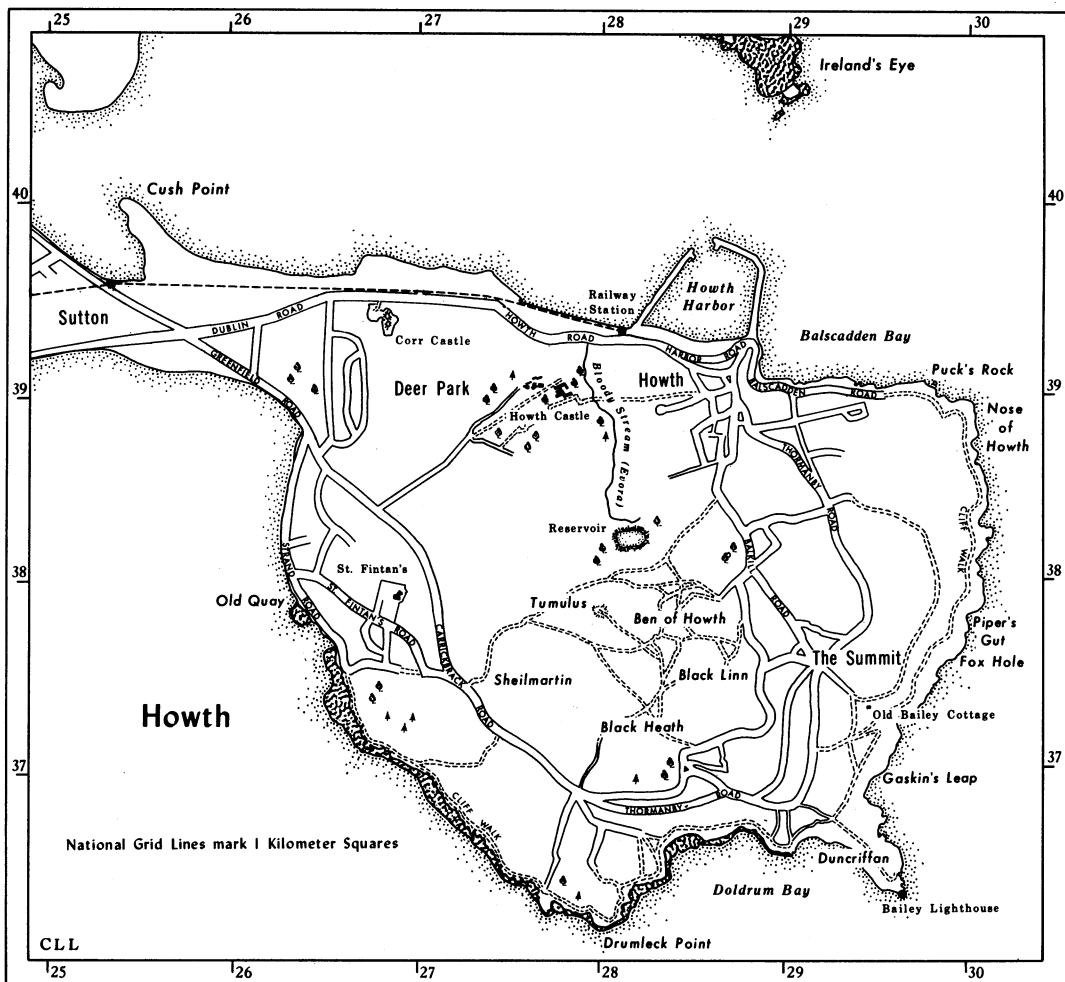 25 26 27 28 29 30
Ireland's Eye
40 40
Cush Point
Railway
Station
Howth
Harbor
Sutton
DUBLIN ROAD
HOWTH ROAD
HARBOR ROAD
Balscadden Bay
Corr Castle
GREENFIELD ROAD
Deer Park
Howth
BALSCADDEN ROAD
Puck's Rock
39 39
Howth Castle
Bloody Stream (Evora)
Nose
of
Howth
THORMANBY ROAD
Reservoir
CLIFF WALK
St. Fintan's
STRAND ROAD
ST. FINTAN'S ROAD
38 38
Old Quay
Tumulus
Ben of Howth
ROAD
Piper's
Gut
Fox Hole
CARRICKBRACK ROAD
The Summit
Sheilmartin
Black Linn
Howth
Black Heath
Old Bailey Cottage
37 37
Gaskin's Leap
CLIFF WALK
THORMANBY ROAD
National Grid Lines mark 1 Kilometer Squares
Duncriffan
Doldrum Bay
Bailey Lighthouse
CLL
Drumleck Point
25 26 27 28 29 30